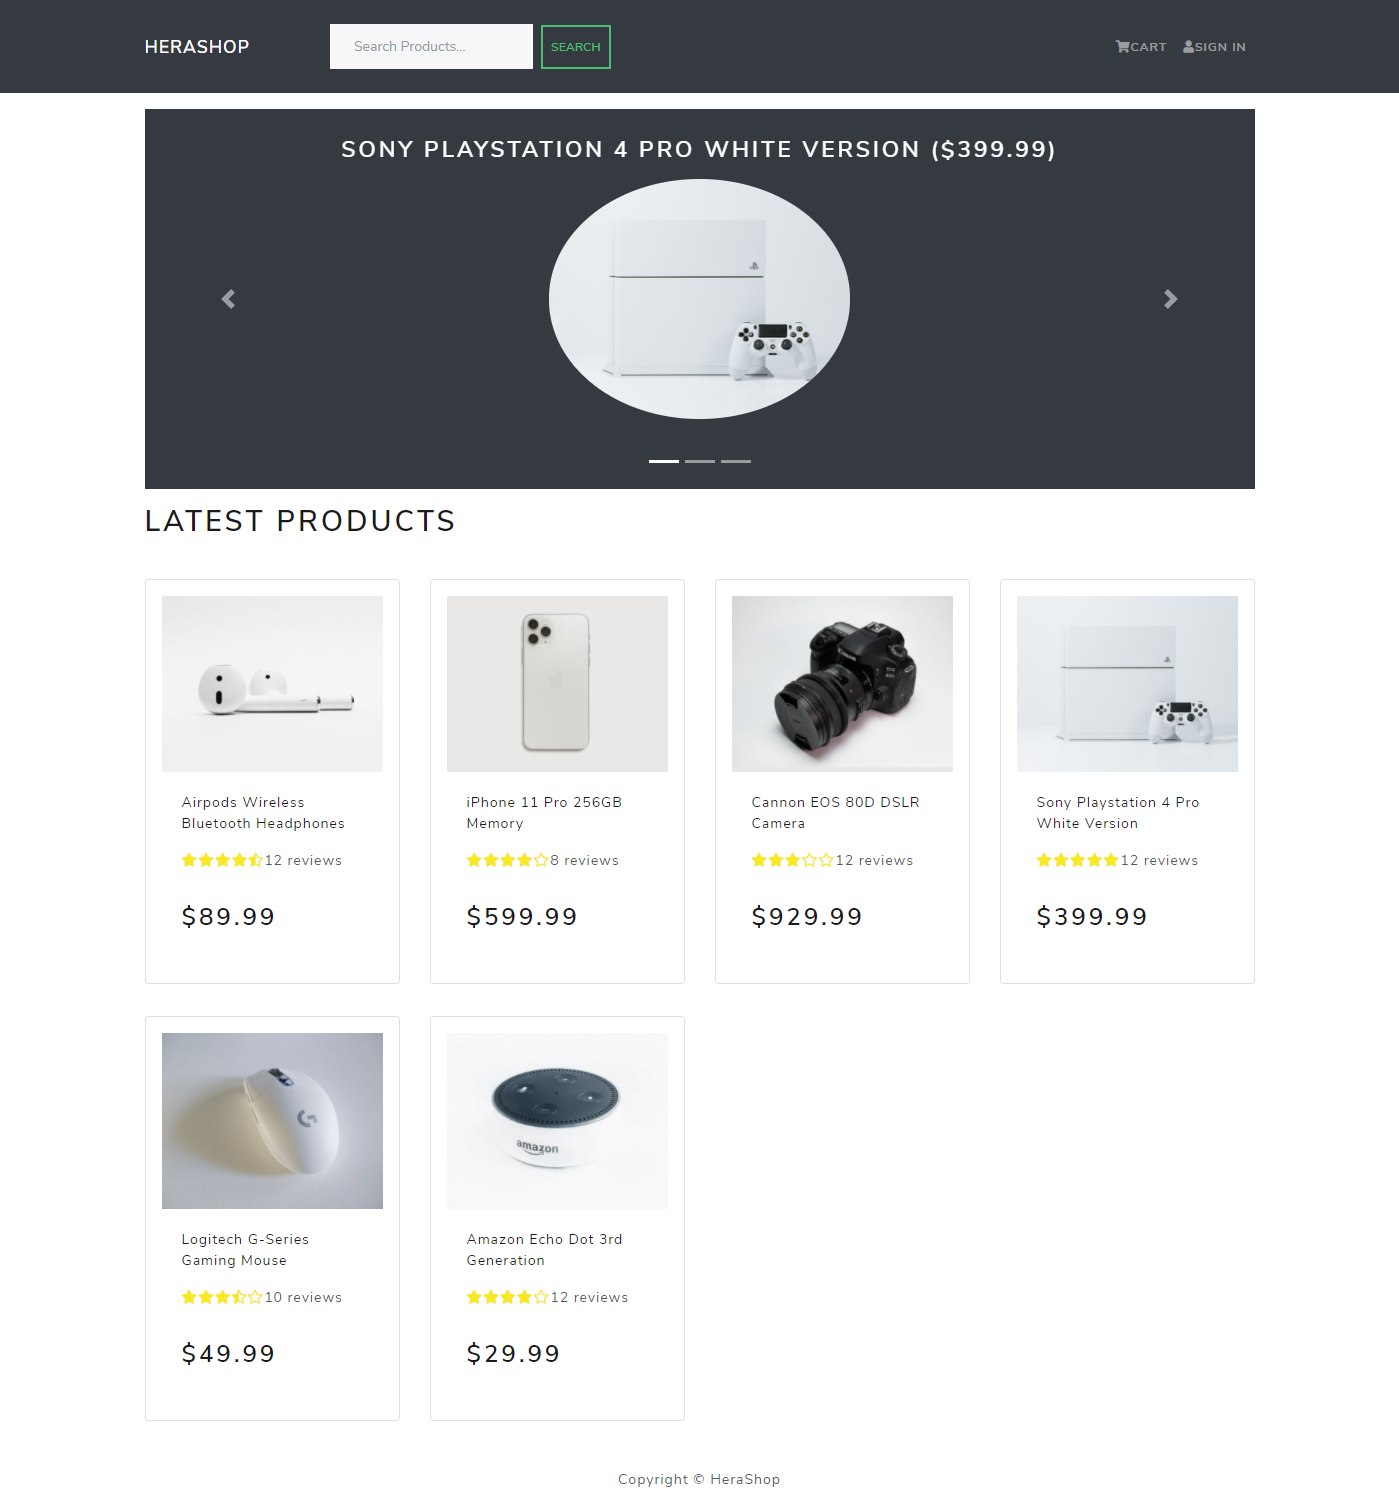 HERASHOP
Search Products...
SEARCH
CART
SIGN IN
SONY PLAYSTATION 4 PRO WHITE VERSION ($399.99)
LATEST PRODUCTS
Airpods Wireless
Bluetooth Headphones
12 reviews
$89.99
iPhone 11 Pro 256GB
Memory
8 reviews
$599.99
Cannon EOS 80D DSLR
Camera
12 reviews
$929.99
Sony Playstation 4 Pro
White Version
12 reviews
$399.99
Logitech G-Series
Gaming Mouse
10 reviews
$49.99
amazon
Amazon Echo Dot 3rd
Generation
12 reviews
$29.99
Copyright © HeraShop